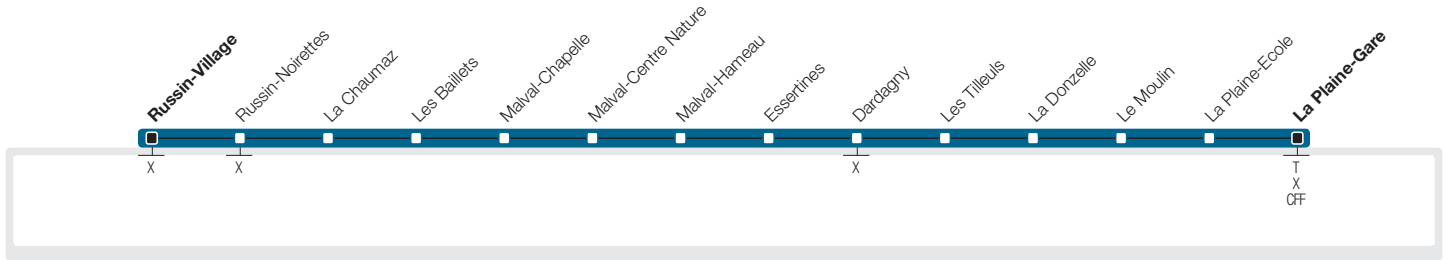 Russin-Village
Russin-Noirettes
La Chaumaz
Les Baillets
Malval-Chapelle
Malval-Centre Nature
Malval-Hameau
Essertines
Dardagny
Les Tilleuls
La Donzelle
Le Moulin
La Plaine-Ecole
La Plaine-Gare
X
X
X
T
X
CFF